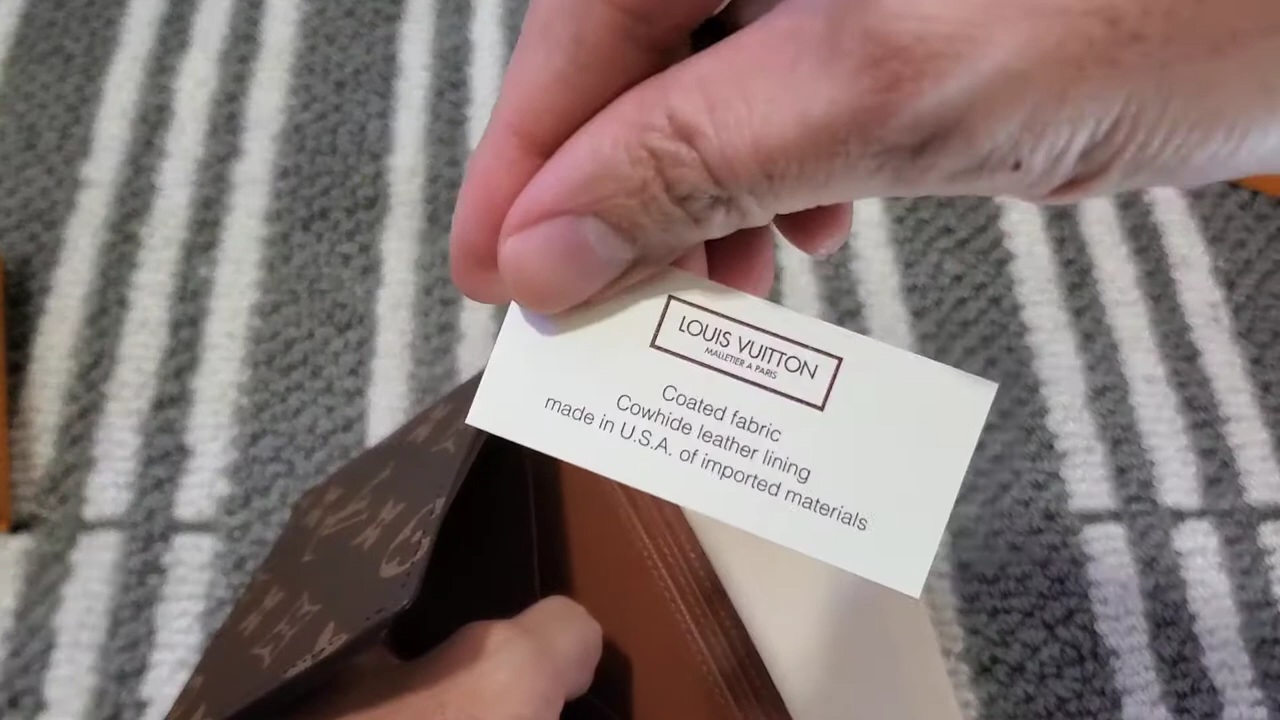 LOUIS VUITTON
MALLETIER A PARIS
Coated fabric
Cowhide leather lining
made in U.S.A. of imported materials